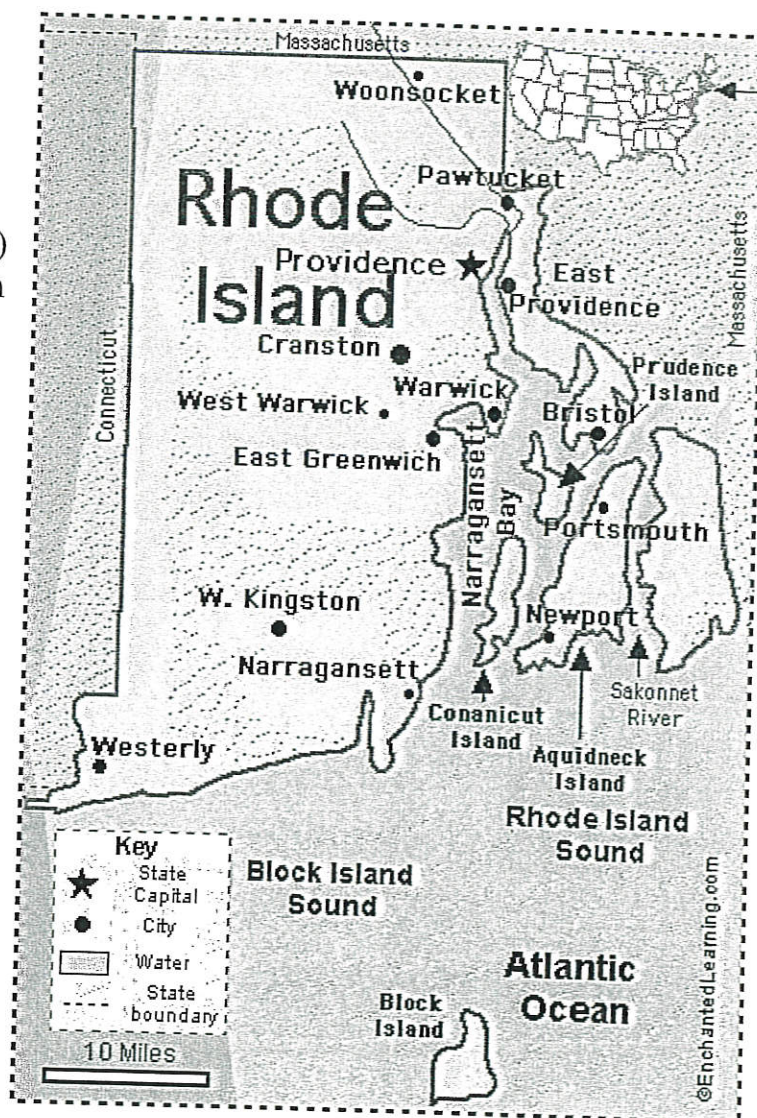 Massachusetts
Woonsocket
Pawtucket
Rhode
Island
)
n
Providence
East
Providence
Massachusetts
Connecticut
Cranston
Prudence
Island
Warwick
West Warwick
Bristol
East Greenwich
Narragansett
Bay
Portsmouth
W. Kingston
Newport
Narragansett
Sakonnet
River
Conanicut
Island
Aquidneck
Island
Westerly
Rhode Island
Sound
Key
State
Capital
City
Water
State
boundary
Block Island
Sound
Atlantic
Ocean
Block
Island
10 Miles
©EnchantedLearning.com